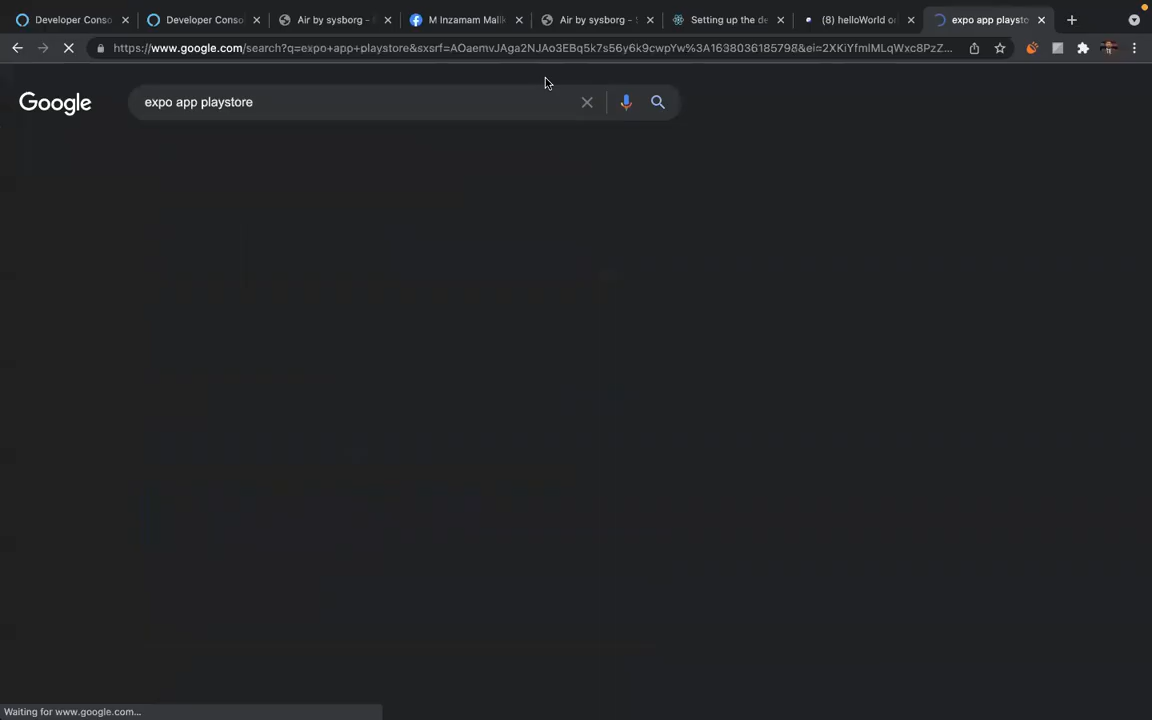 Developer Conso
Developer Conso
Air by sysborg –
M Inzamam Malik
Air by sysborg – S
Setting up the de
(8) helloWorld or
expo app playsto
https://www.google.com/search?q=expo+app+playstore&sxsrf=AOaemvJAga2NJAo3EBq5k7s56y6k9cwpYw%3A1638036185798&ei=2XKiYfmlMLqWxc8PzZ...
Google
expo app playstore
Waiting for www.google.com...